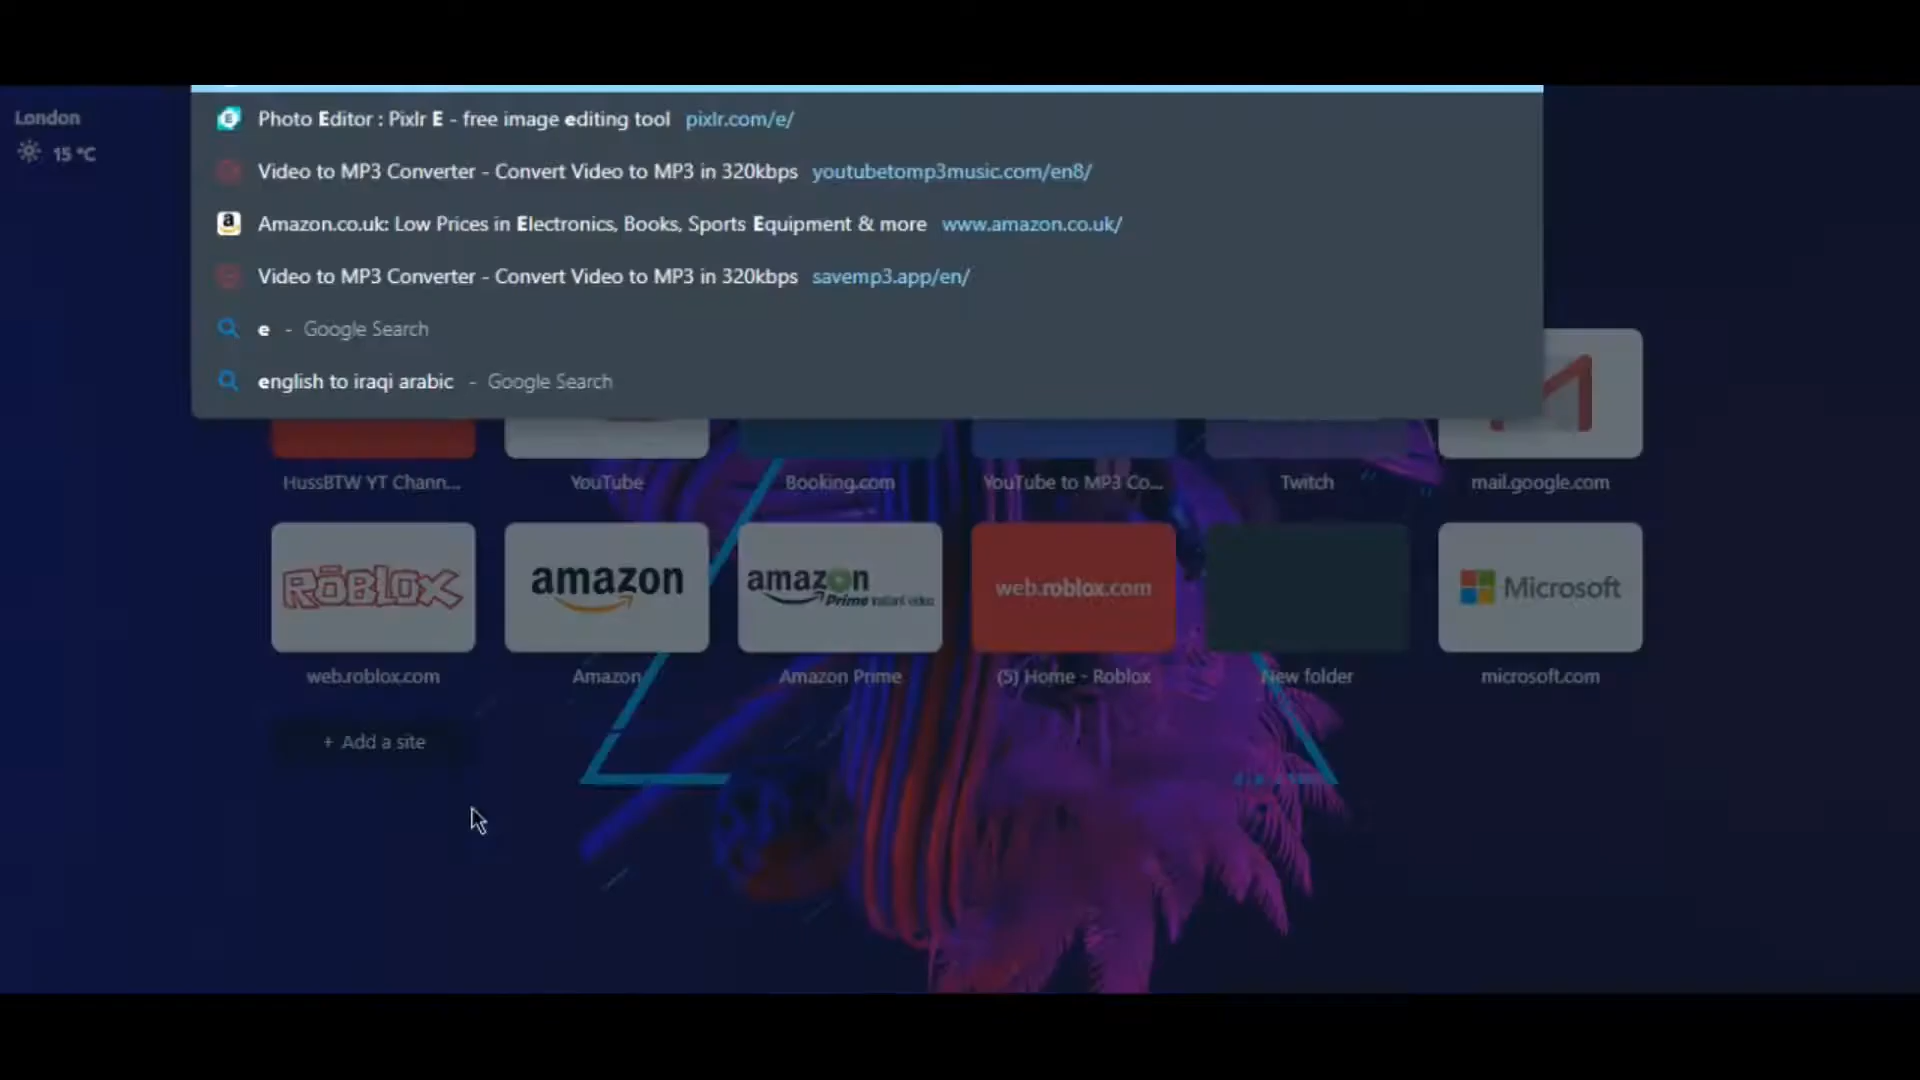 London
15 °C
Photo Editor : Pixlr E - free image editing tool pixlr.com/e/
Video to MP3 Converter - Convert Video to MP3 in 320kbps youtubetomp3music.com/en8/
Amazon.co.uk: Low Prices in Electronics, Books, Sports Equipment & more www.amazon.co.uk/
Video to MP3 Converter - Convert Video to MP3 in 320kbps savemp3.app/en/
e - Google Search
english to iraqi arabic - Google Search
HussBTW YT Chann... YouTube Booking.com YouTube to MP3 Co... Twitch mail.google.com
ROBLOX amazon amazon Prime instant video web.roblox.com Microsoft
web.roblox.com Amazon Amazon Prime (5) Home - Roblox New folder microsoft.com
+ Add a site